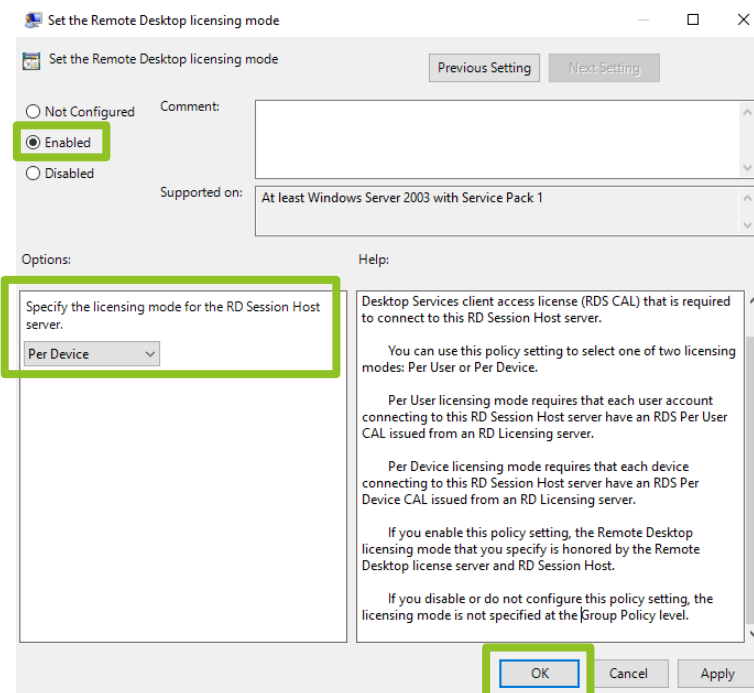 Set the Remote Desktop licensing mode
Set the Remote Desktop licensing mode
Previous Setting
Next Setting
Not Configured
Comment:
Enabled
Disabled
Supported on:
At least Windows Server 2003 with Service Pack 1
Options:
Help:
Specify the licensing mode for the RD Session Host
server.
Per Device
Desktop Services client access license (RDS CAL) that is required
to connect to this RD Session Host server.
You can use this policy setting to select one of two licensing
modes: Per User or Per Device.
Per User licensing mode requires that each user account
connecting to this RD Session Host server have an RDS Per User
CAL issued from an RD Licensing server.
Per Device licensing mode requires that each device
connecting to this RD Session Host server have an RDS Per
Device CAL issued from an RD Licensing server.
If you enable this policy setting, the Remote Desktop
licensing mode that you specify is honored by the Remote
Desktop license server and RD Session Host.
If you disable or do not configure this policy setting, the
licensing mode is not specified at the Group Policy level.
OK
Cancel
Apply